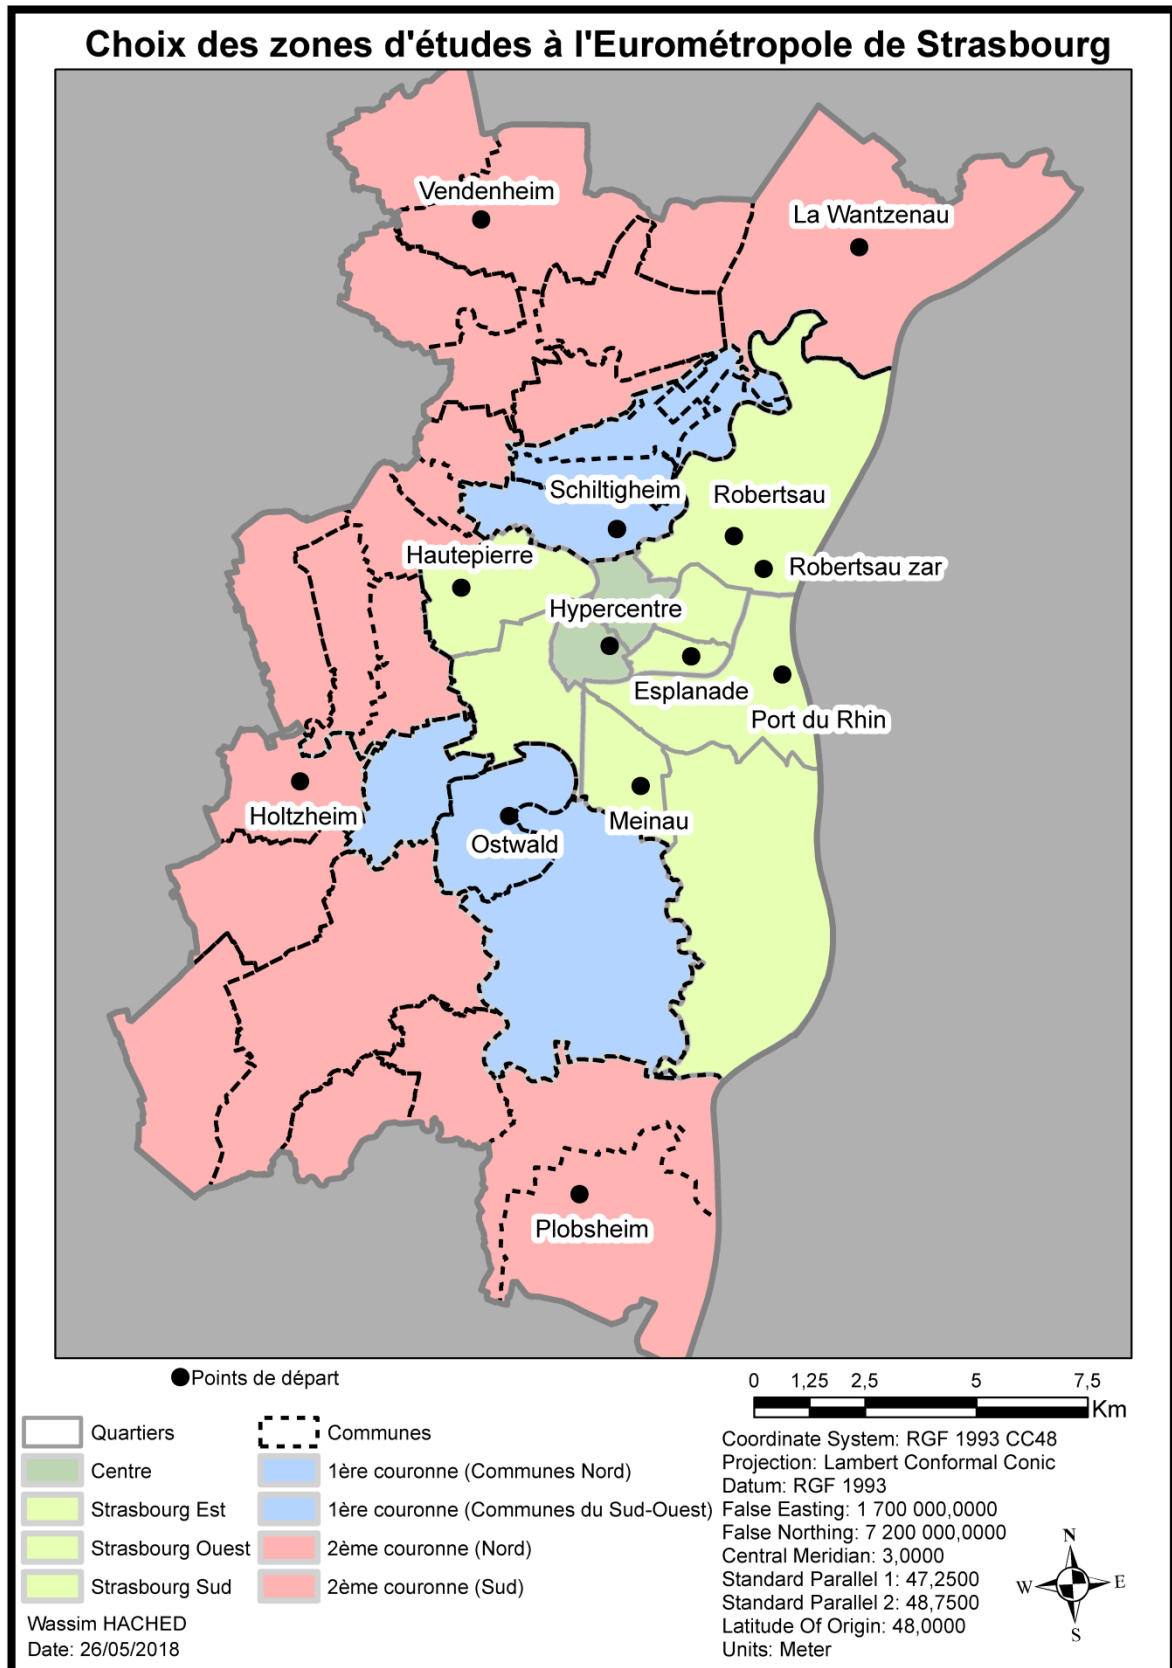 Choix des zones d'études à l'Eurométropole de Strasbourg
Vendenheim
La Wantzenau
Schiltigheim
Robertsau
Hautepierre
Robertsau zar
Hypercentre
Esplanade
Port du Rhin
Holtzheim
Meinau
Ostwald
Plobsheim
Points de départ
Quartiers
Centre
Strasbourg Est
Strasbourg Ouest
Strasbourg Sud
Communes
1ère couronne (Communes Nord)
1ère couronne (Communes du Sud-Ouest)
2ème couronne (Nord)
2ème couronne (Sud)
Wassim HACHED
Date: 26/05/2018
0 1,25 2,5 5 7,5
Km
Coordinate System: RGF 1993 CC48
Projection: Lambert Conformal Conic
Datum: RGF 1993
False Easting: 1 700 000,0000
False Northing: 7 200 000,0000
Central Meridian: 3,0000
Standard Parallel 1: 47,2500
Standard Parallel 2: 48,7500
Latitude Of Origin: 48,0000
Units: Meter
N
W E
S